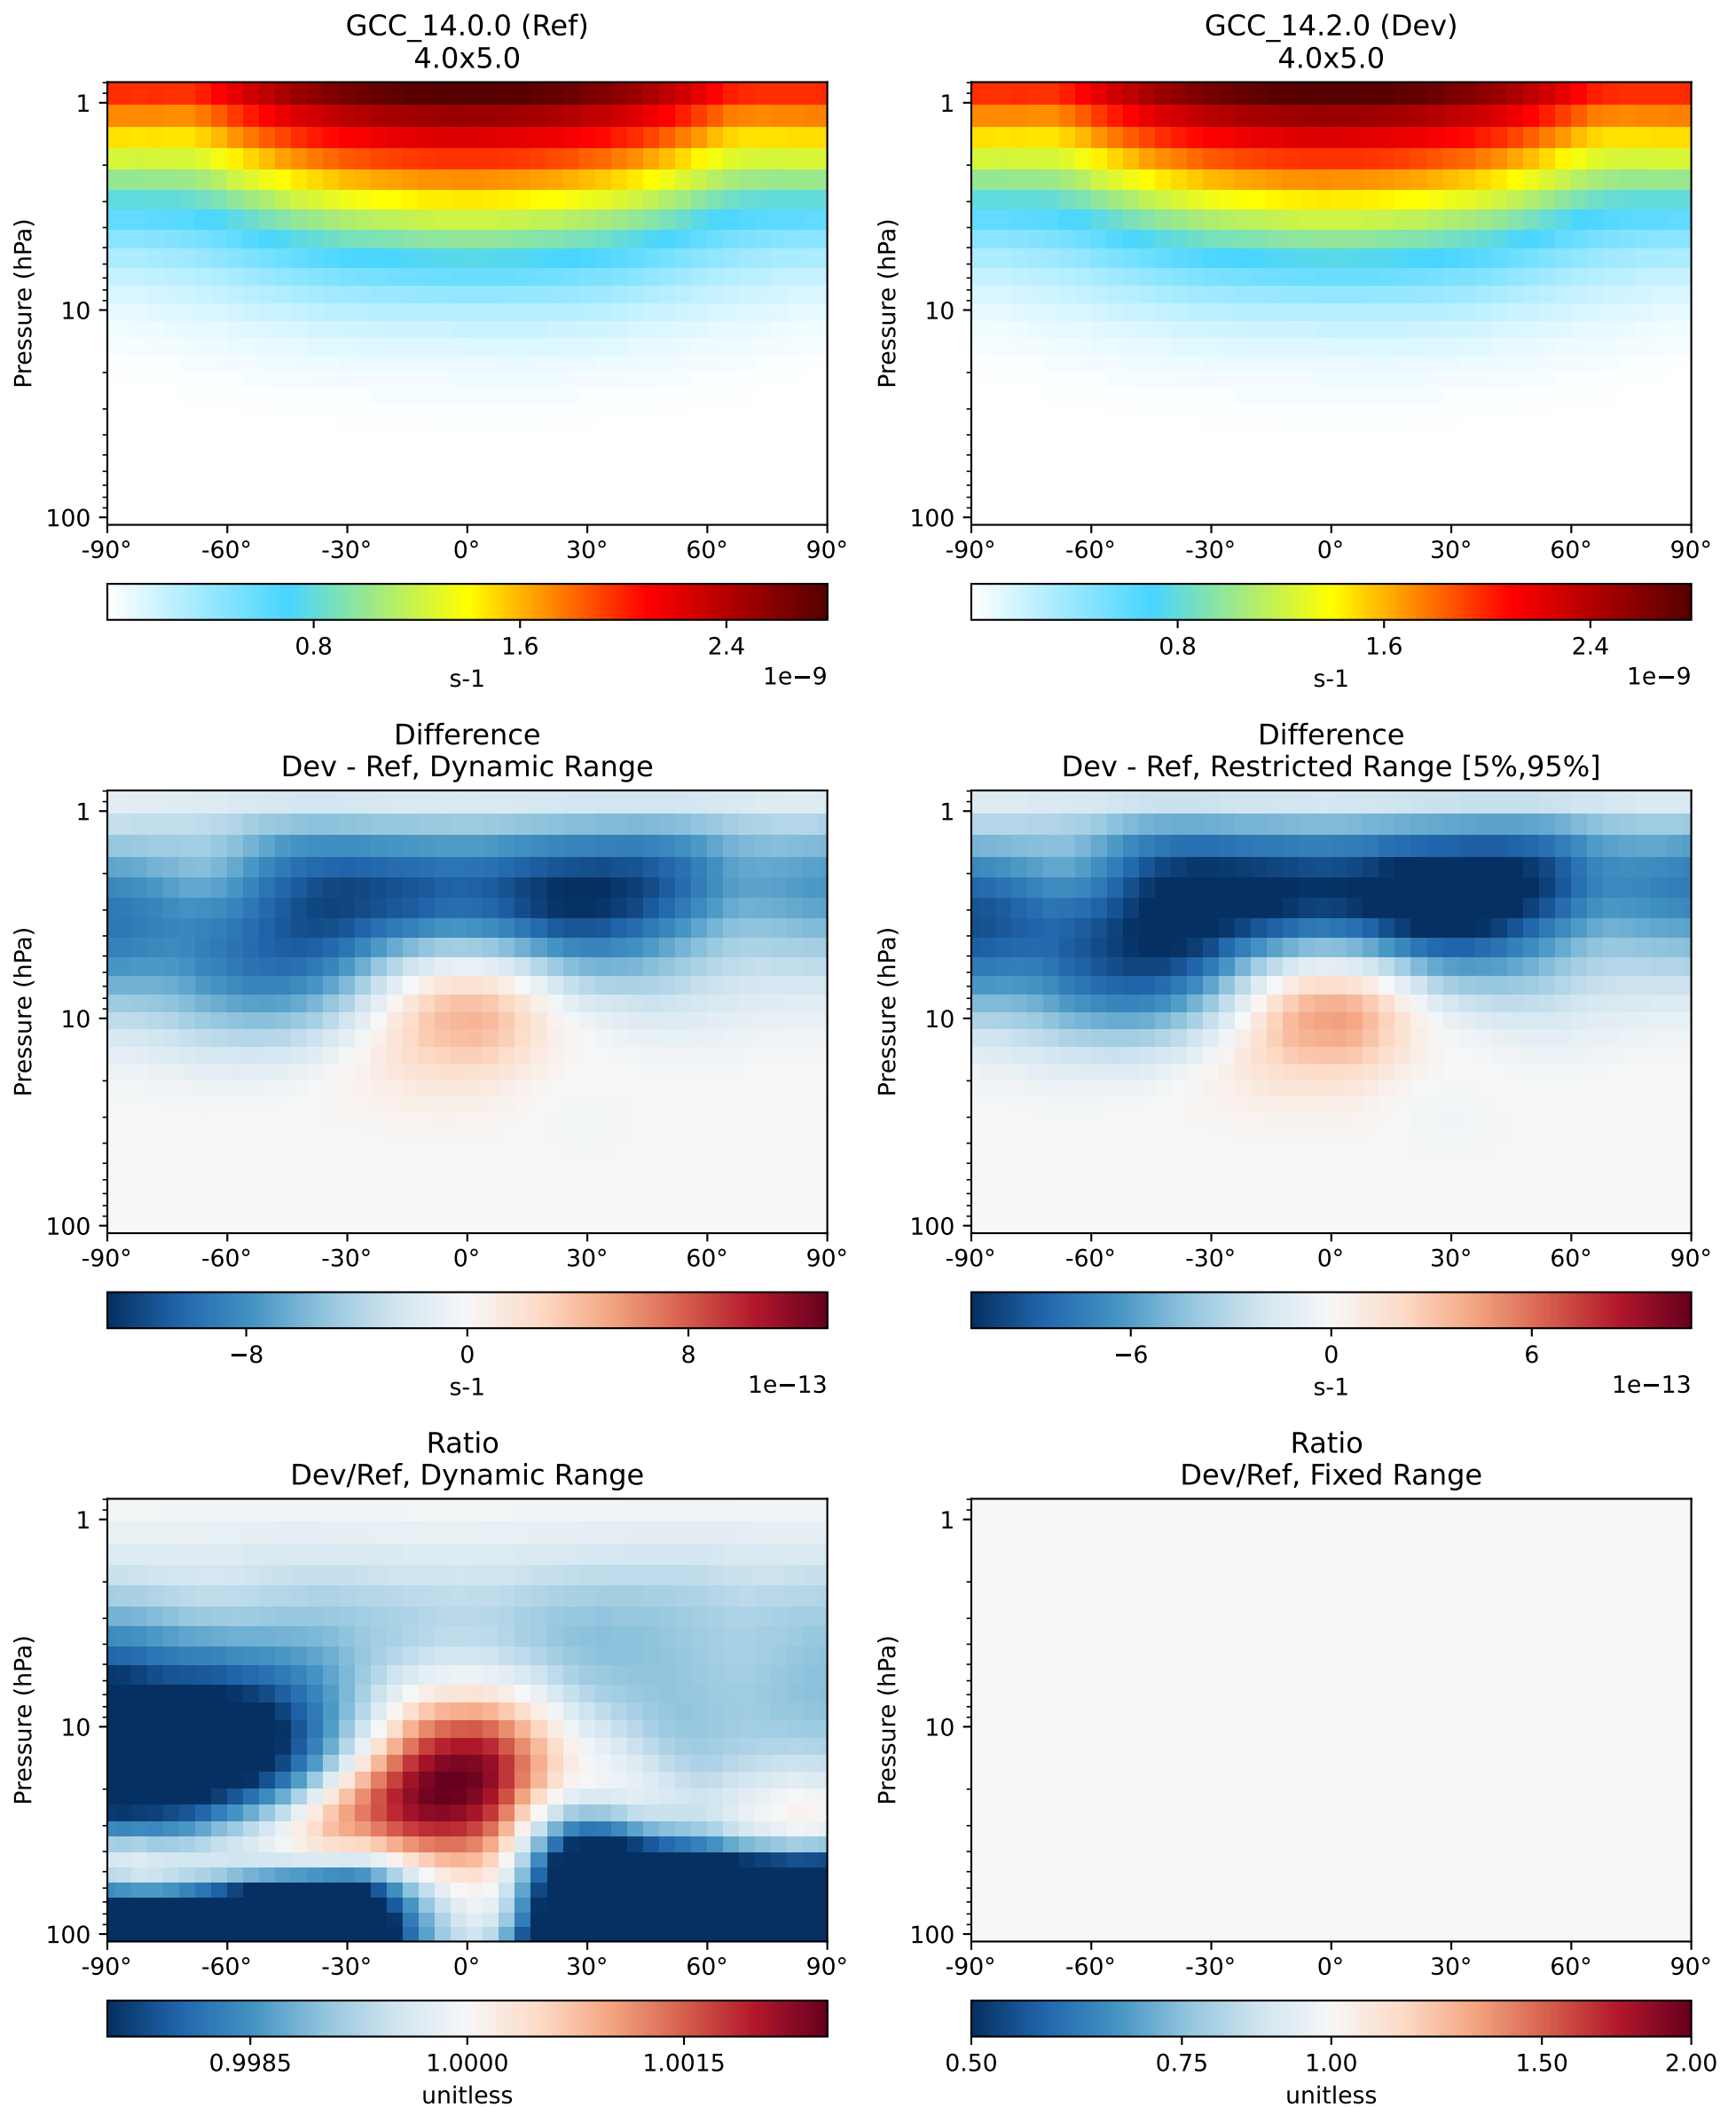 GCC_14.0.0 (Ref)
4.0x5.0
Pressure (hPa)
1
10
100
-90° -60° -30° 0° 30° 60° 90°
0.8 1.6 2.4
s-1
1e−9
GCC_14.2.0 (Dev)
4.0x5.0
Pressure (hPa)
1
10
100
-90° -60° -30° 0° 30° 60° 90°
0.8 1.6 2.4
s-1
1e−9
Difference
Dev - Ref, Dynamic Range
Pressure (hPa)
1
10
100
-90° -60° -30° 0° 30° 60° 90°
−8 0 8
s-1
1e−13
Difference
Dev - Ref, Restricted Range [5%,95%]
Pressure (hPa)
1
10
100
-90° -60° -30° 0° 30° 60° 90°
−6 0 6
s-1
1e−13
Ratio
Dev/Ref, Dynamic Range
Pressure (hPa)
1
10
100
-90° -60° -30° 0° 30° 60° 90°
0.9985 1.0000 1.0015
unitless
Ratio
Dev/Ref, Fixed Range
Pressure (hPa)
1
10
100
-90° -60° -30° 0° 30° 60° 90°
0.50 0.75 1.00 1.50 2.00
unitless